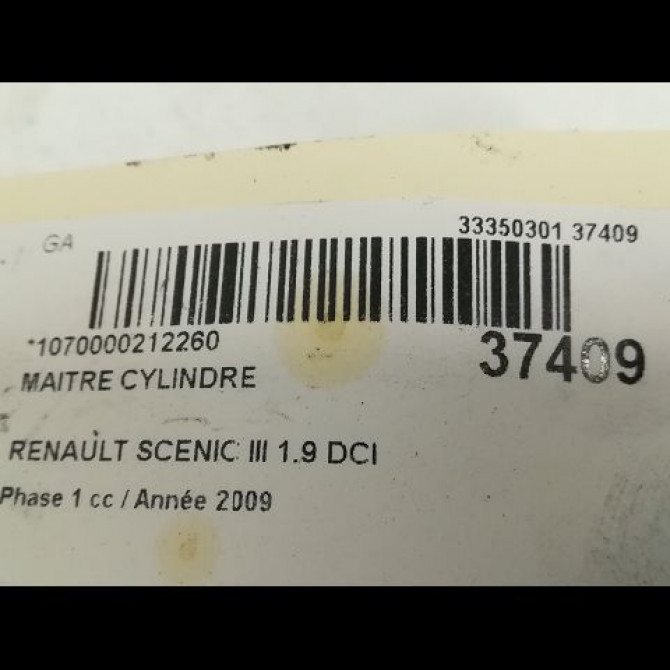 33350301 37409
GA
*1070000212260
37409
MAITRE CYLINDRE
RENAULT SCENIC III 1.9 DCI
Phase 1 cc / Année 2009